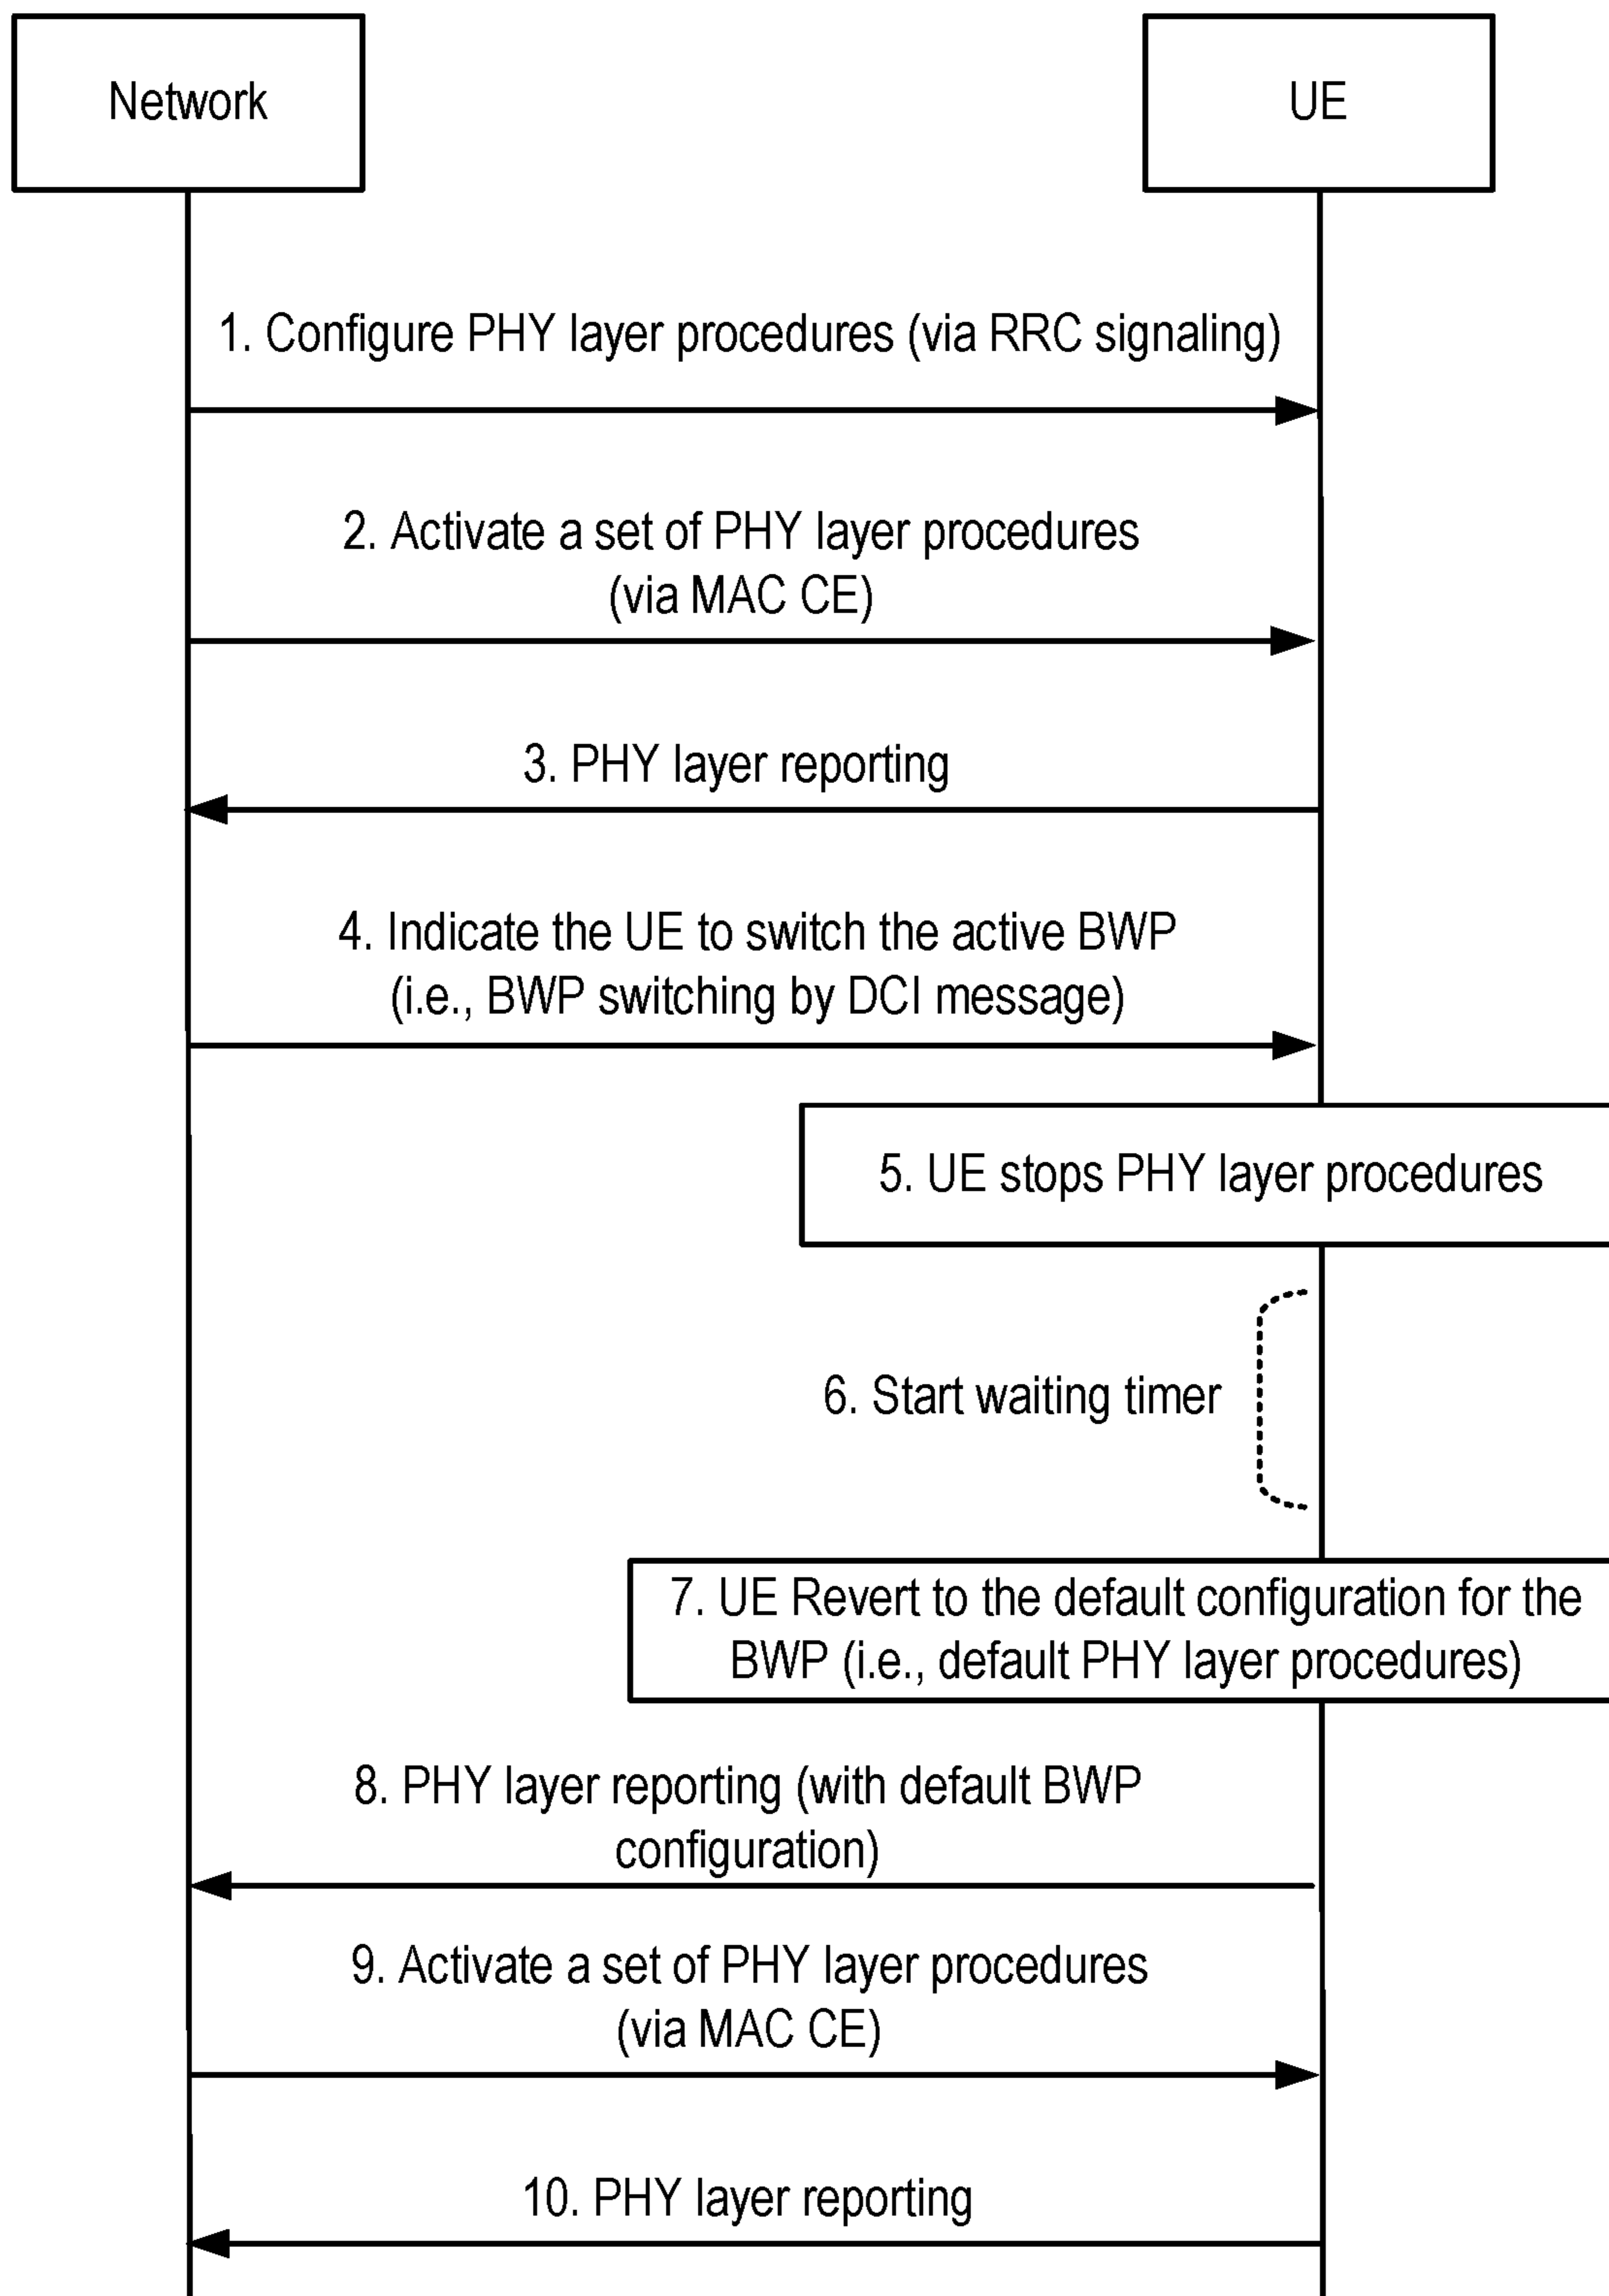 Network
UE
1. Configure PHY layer procedures (via RRC signaling)
2. Activate a set of PHY layer procedures
(via MAC CE)
3. PHY layer reporting
4. Indicate the UE to switch the active BWP
(i.e., BWP switching by DCI message)
5. UE stops PHY layer procedures
6. Start waiting timer
7. UE Revert to the default configuration for the
BWP (i.e., default PHY layer procedures)
8. PHY layer reporting (with default BWP
configuration)
9. Activate a set of PHY layer procedures
(via MAC CE)
10. PHY layer reporting